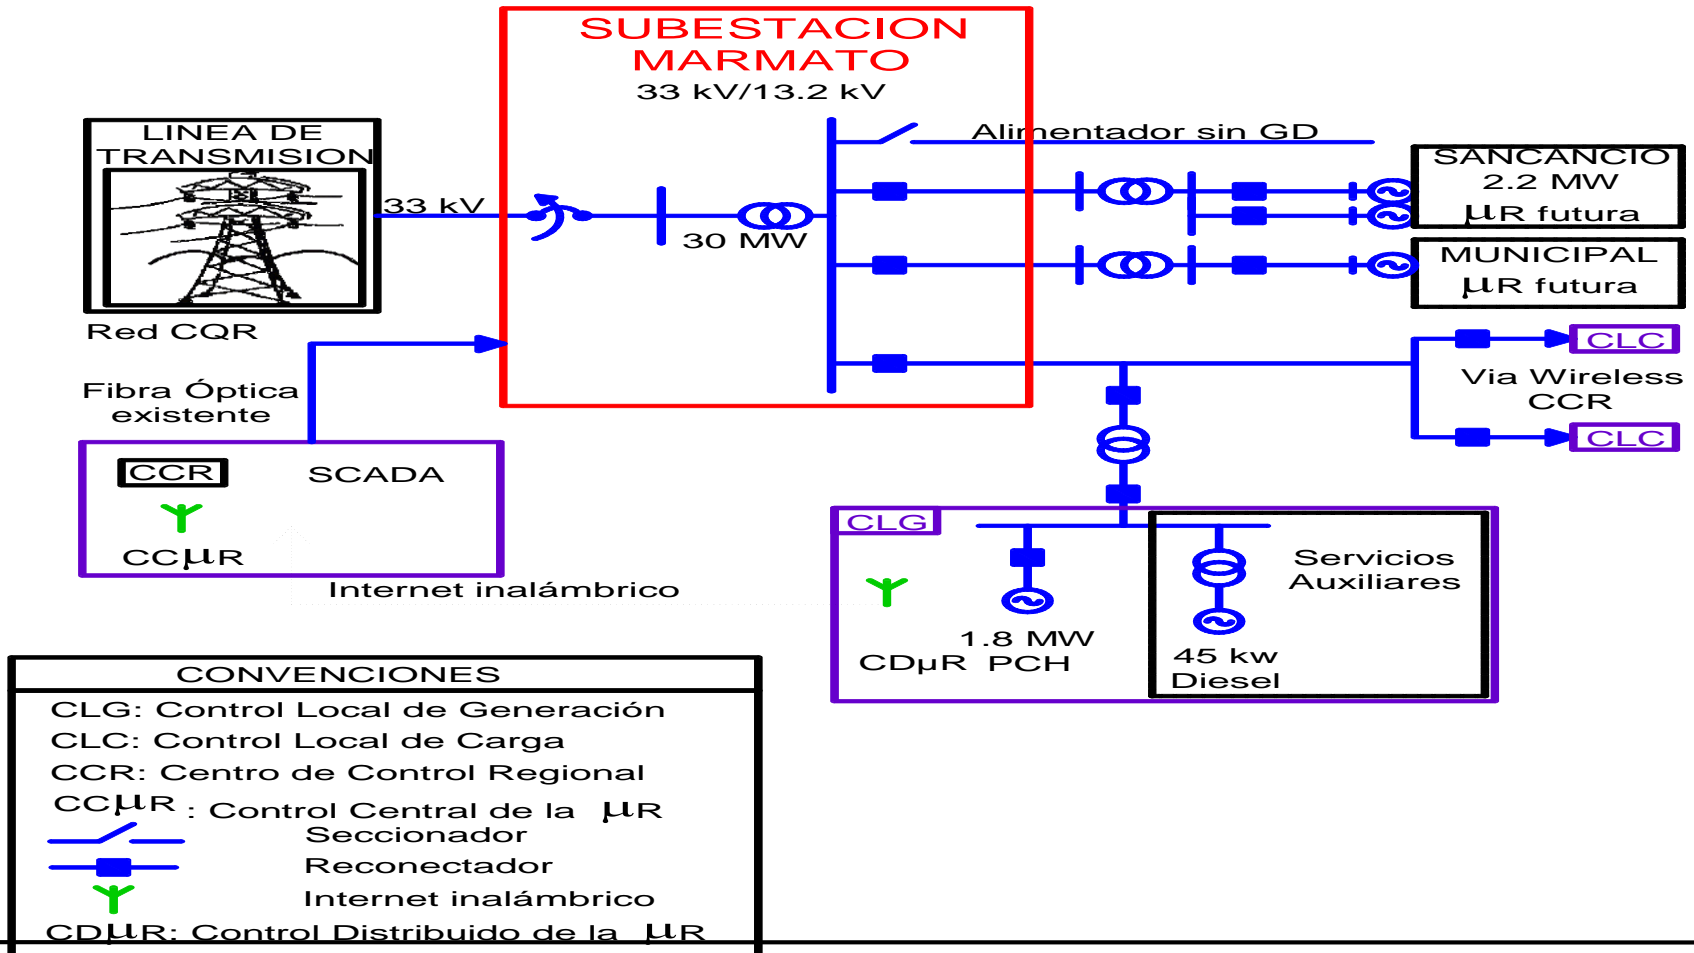 SUBESTACION
MARMATO
33 kV/13.2 kV
LINEA DE
TRANSMISION
33 kV
30 MW
Red CQR
Alimentador sin GD
SANCANCIO
2.2 MW
µR futura
MUNICIPAL
µR futura
CLC
Via Wireless
CCR
CLC
Fibra Óptica
existente
CCR
SCADA
CCµR
Internet inalámbrico
CLG
Servicios
Auxiliares
1.8 MW
CDµR PCH
45 kw
Diesel
CONVENCIONES
CLG: Control Local de Generación
CLC: Control Local de Carga
CCR: Centro de Control Regional
CCµR : Control Central de la µR
Seccionador
Reconectador
Internet inalámbrico
CDµR: Control Distribuido de la µR